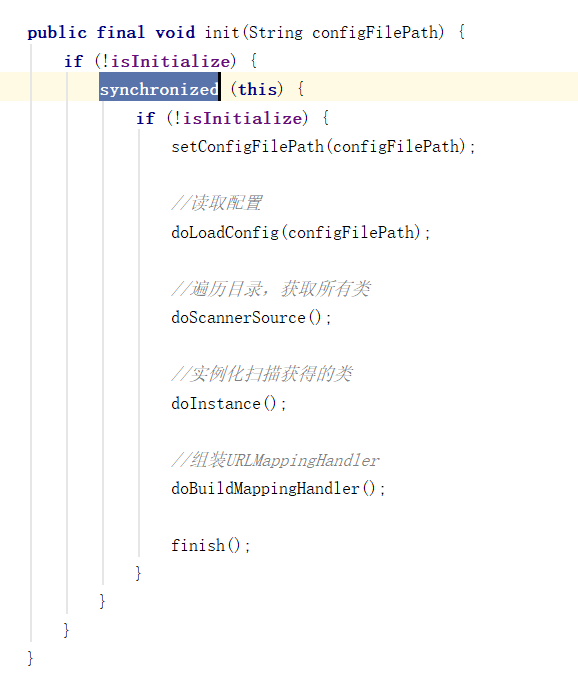 public final void init(String configFilePath) {
if (!isInitialize) {
synchronized (this) {
if (!isInitialize) {
setConfigFilePath(configFilePath);
//读取配置
doLoadConfig(configFilePath);
//遍历目录，获取所有类
doScannerSource();
//实例化扫描获得的类
doInstance();
//组装URLMappingHandler
doBuildMappingHandler();
finish();
}
}
}
}